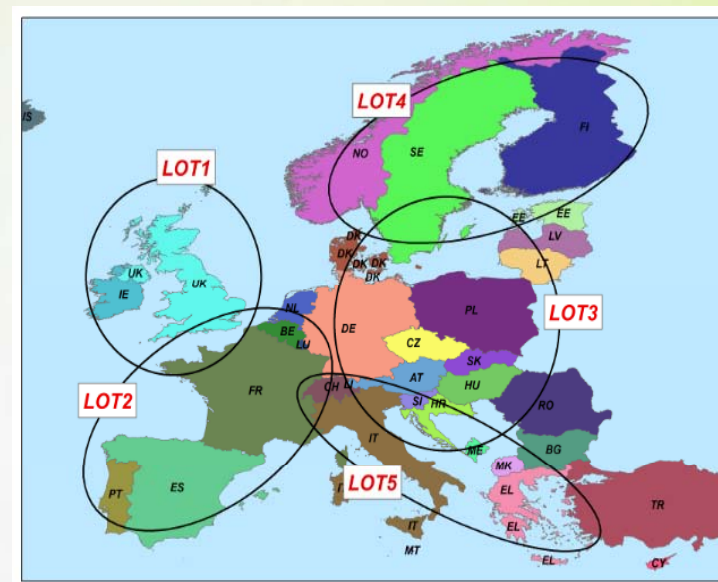 IS
LOT4
NO
SE
FI
LOT1
EE
EE
LV
LT
DK
DK
DK
DK
DK
UK
UK
IE
NL
BE
LU
DE
PL
CZ
SK
LOT3
LOT2
FR
CH
LI
AT
HU
SI
HR
RO
IT
ME
BG
MK
PT
ES
LOT5
EL
EL
EL
TR
IT
MT
CY